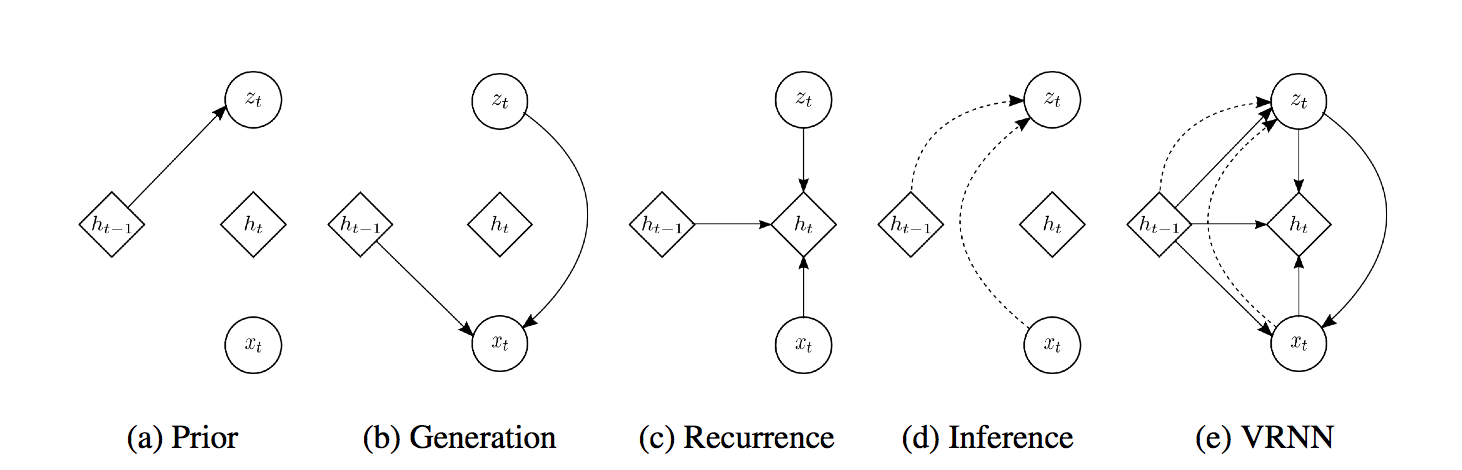 z_t z_t z_t z_t z_t
h_{t-1} h_t h_{t-1} h_t h_{t-1} h_t h_{t-1} h_t h_{t-1} h_t
x_t x_t x_t x_t x_t
(a) Prior (b) Generation (c) Recurrence (d) Inference (e) VRNN